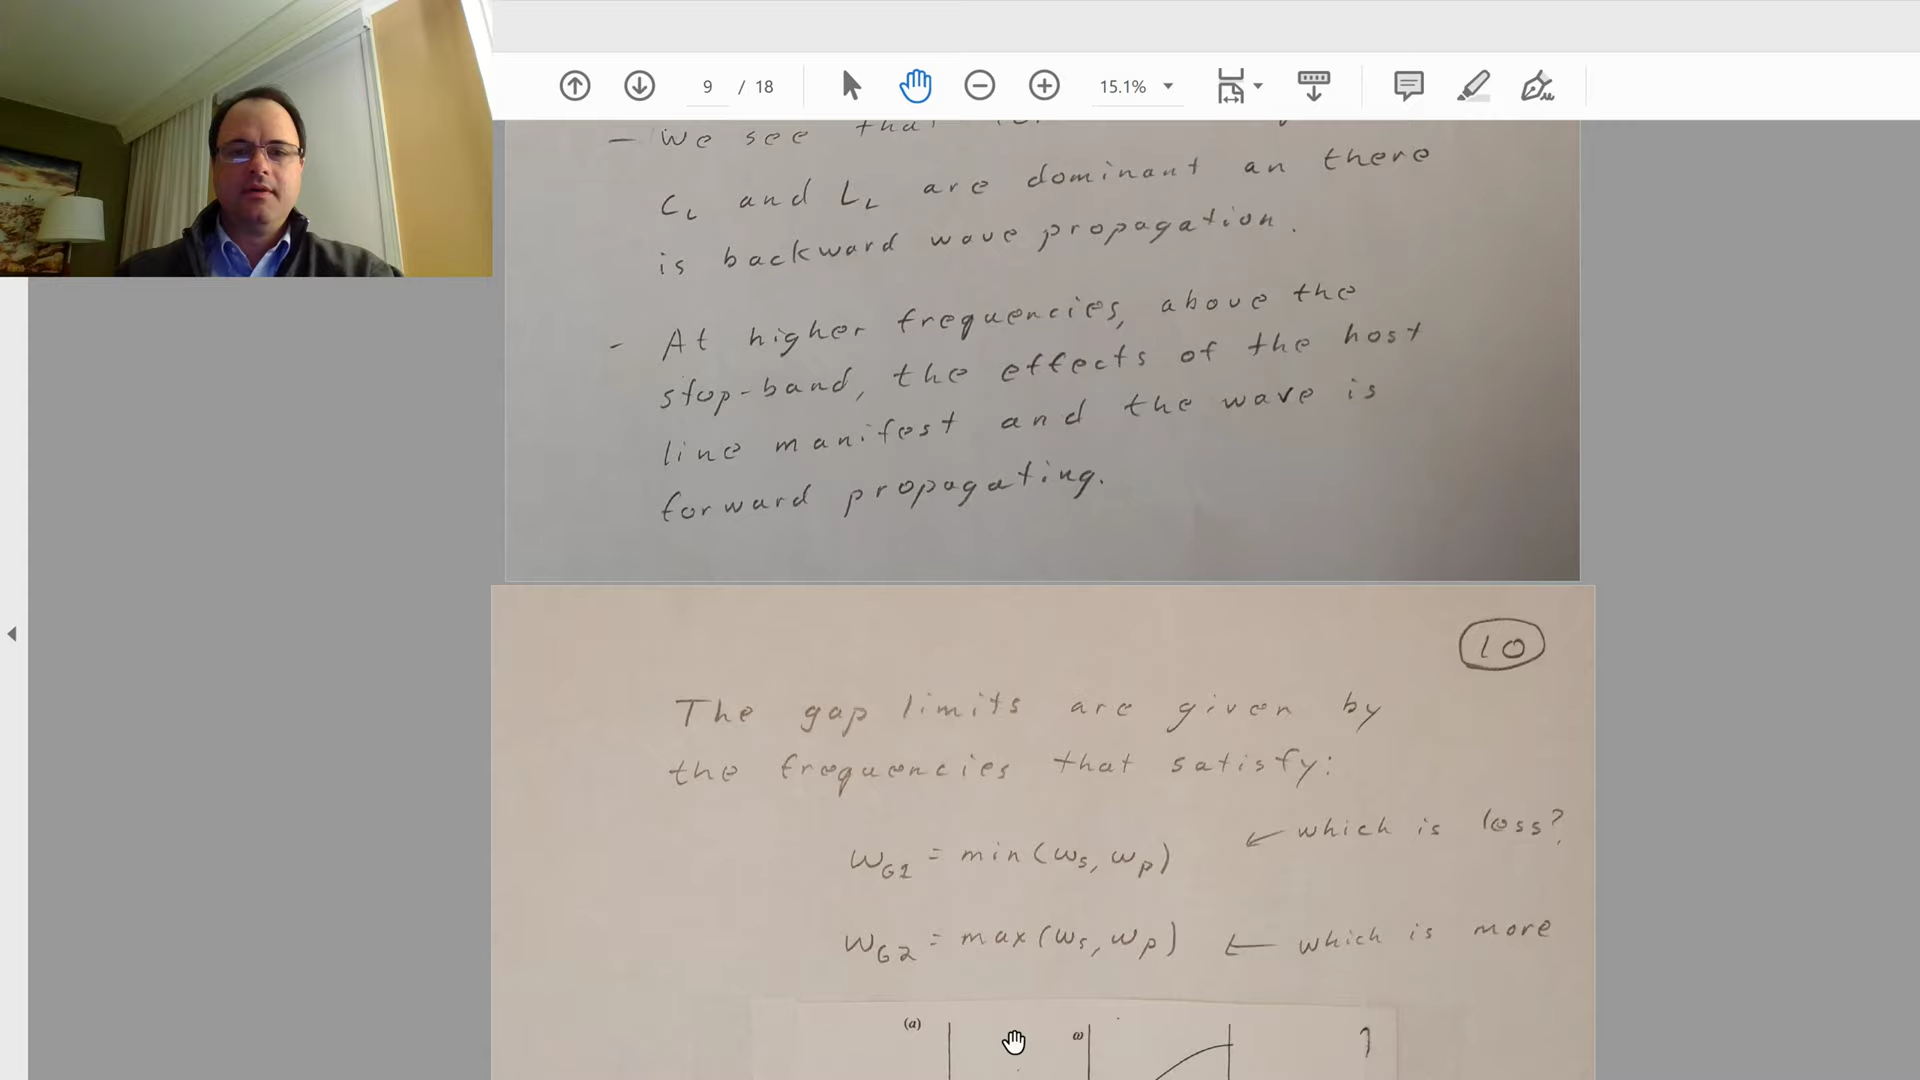 9 / 18 15.1%
— We see that
C_L and L_L are dominant an there
is backward wave propagation.
- At higher frequencies, above the
stop-band, the effects of the host
line manifest and the wave is
forward propagating.
10
The gap limits are given by
the frequencies that satisfy:
ω_G1 = min(ω_s, ω_p) ← which is less?
ω_G2 = max(ω_s, ω_p) ← which is more
(a) ω